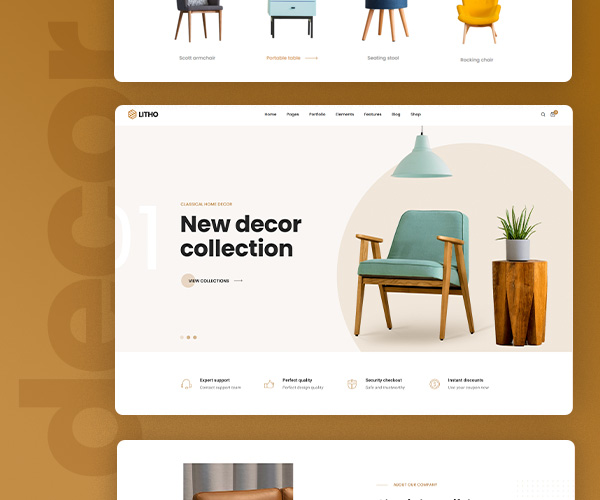 decor
Scott armchair
Portable table
Seating stool
Rocking chair
LITHO
Home Pages Portfolio Elements Features Blog Shop
CLASSICAL HOME DECOR
01
New decor
collection
VIEW COLLECTIONS
Expert support
Contact support team
Perfect quality
Perfect design quality
Security checkout
Safe and trustworthy
Instant discounts
Use your coupon now
ABOUT OUR COMPANY